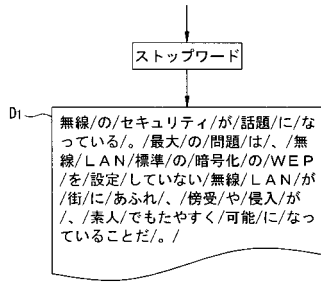 ストップワード
D1
無線/の/セキュリティ/が/話題/に/な
っている/。/最大/の/問題/は/、/無
線/LAN/標準/の/暗号化/の/WEP
/を/設定/していない/無線/LAN/が
/街/に/あふれ/、/傍受/や/侵入/が
/、/素人/でもたやすく/可能/に/なっ
ていることだ/。/